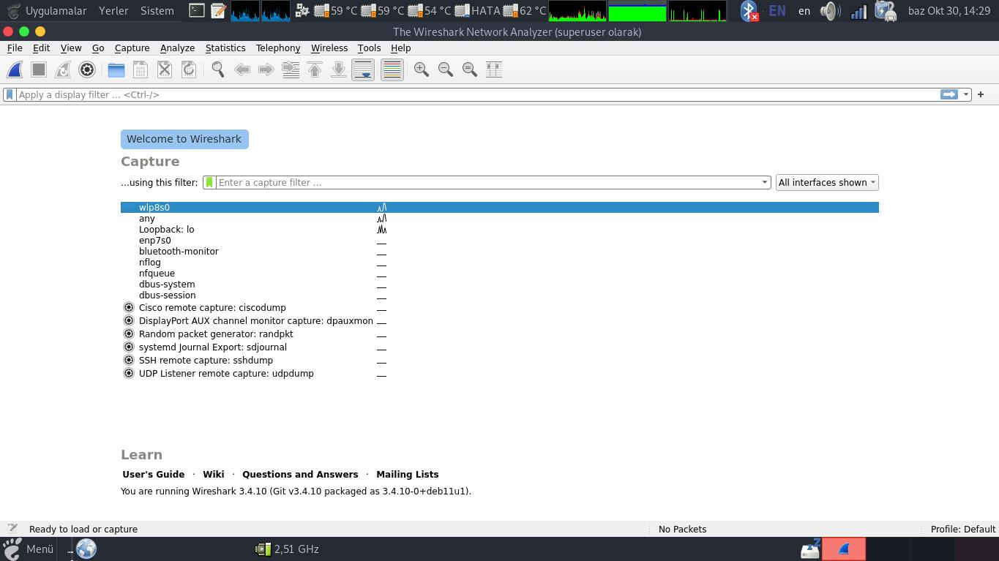 Uygulamalar Yerler Sistem 59 °C 59 °C 54 °C HATA 62 °C EN en baz Okt 30, 14:29
The Wireshark Network Analyzer (superuser olarak)
File Edit View Go Capture Analyze Statistics Telephony Wireless Tools Help
Apply a display filter ... <Ctrl-/> +
Welcome to Wireshark
Capture
...using this filter: Enter a capture filter ... All interfaces shown
wlp8s0
any
Loopback: lo
enp7s0
bluetooth-monitor
nflog
nfqueue
dbus-system
dbus-session
Cisco remote capture: ciscodump
DisplayPort AUX channel monitor capture: dpauxmon
Random packet generator: randpkt
systemd Journal Export: sdjournal
SSH remote capture: sshdump
UDP Listener remote capture: udpdump
Learn
User's Guide · Wiki · Questions and Answers · Mailing Lists
You are running Wireshark 3.4.10 (Git v3.4.10 packaged as 3.4.10-0+deb11u1).
Ready to load or capture No Packets Profile: Default
Menü 2,51 GHz